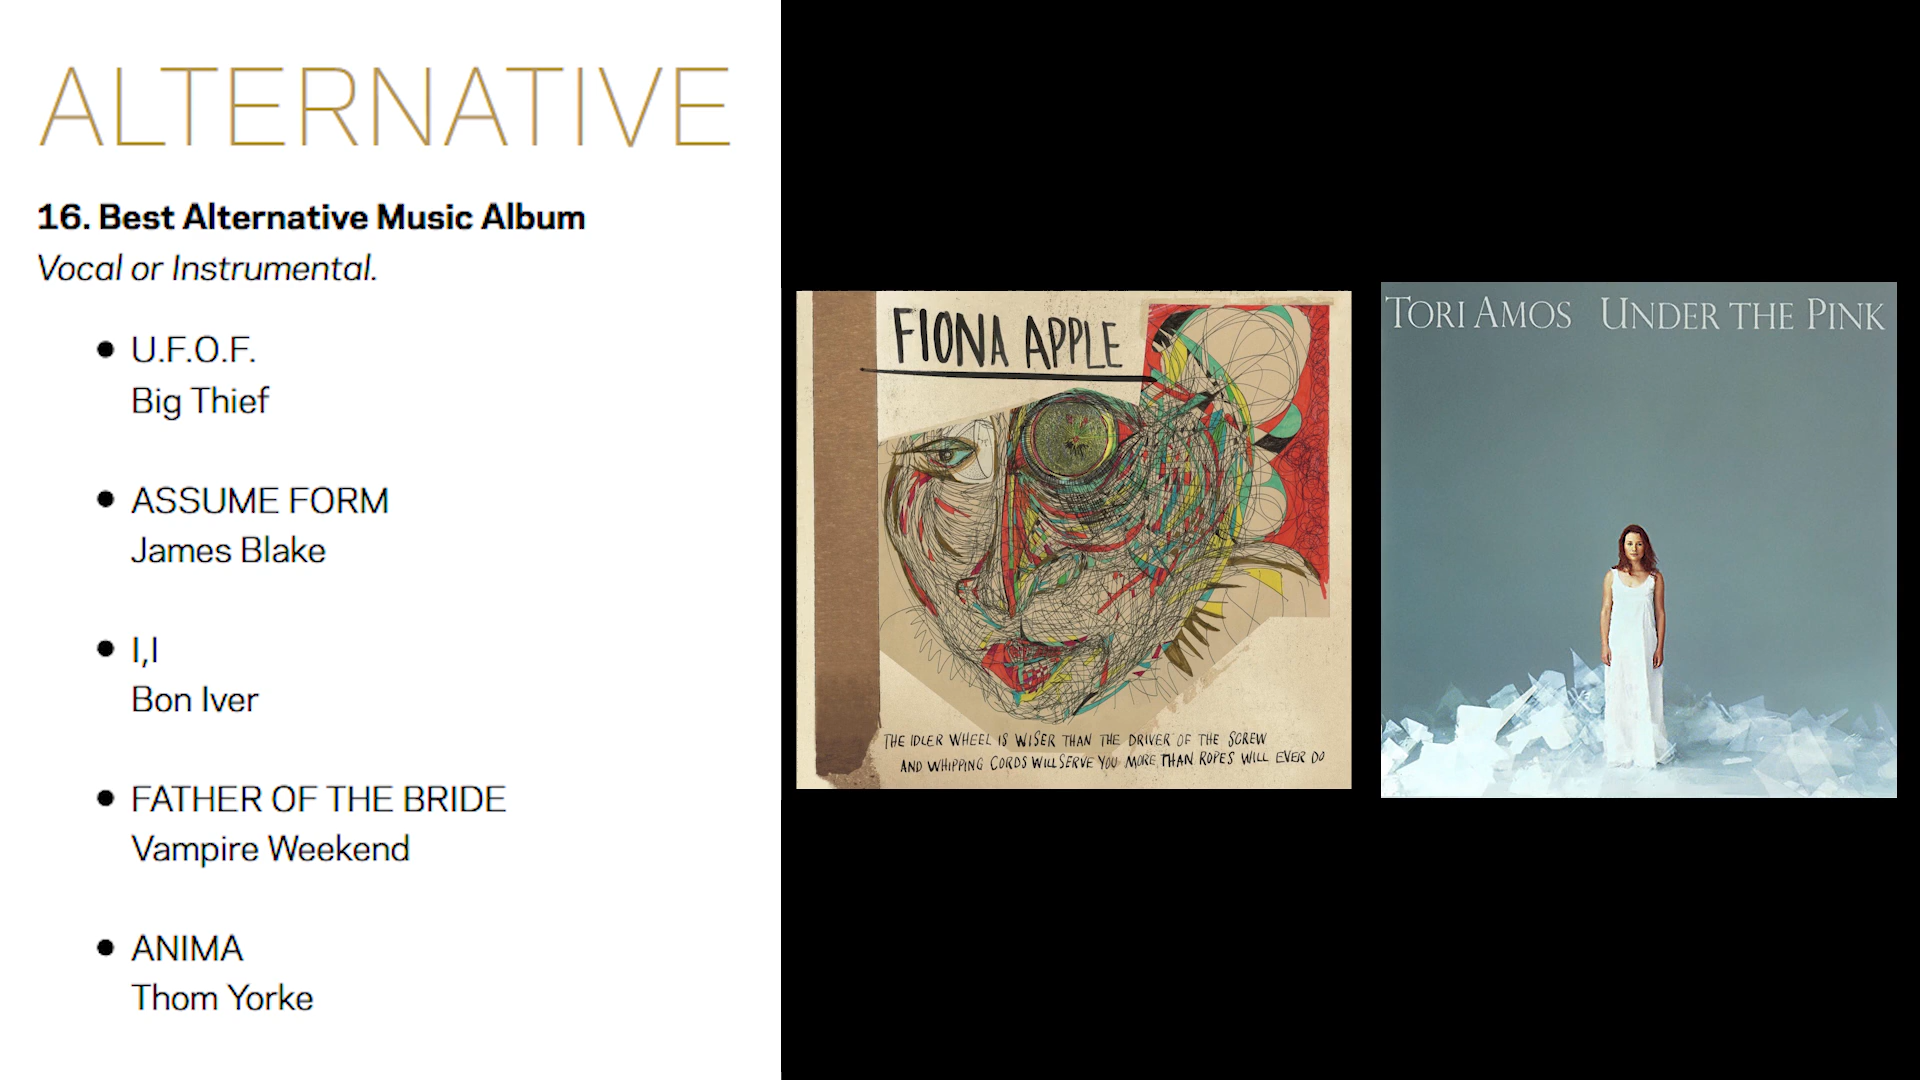 ALTERNATIVE
16. Best Alternative Music Album
Vocal or Instrumental.
• U.F.O.F.
Big Thief
• ASSUME FORM
James Blake
• I,I
Bon Iver
• FATHER OF THE BRIDE
Vampire Weekend
• ANIMA
Thom Yorke
FIONA APPLE
THE IDLER WHEEL IS WISER THAN THE DRIVER OF THE SCREW
AND WHIPPING CORDS WILL SERVE YOU MORE THAN ROPES WILL EVER DO
TORI AMOS UNDER THE PINK